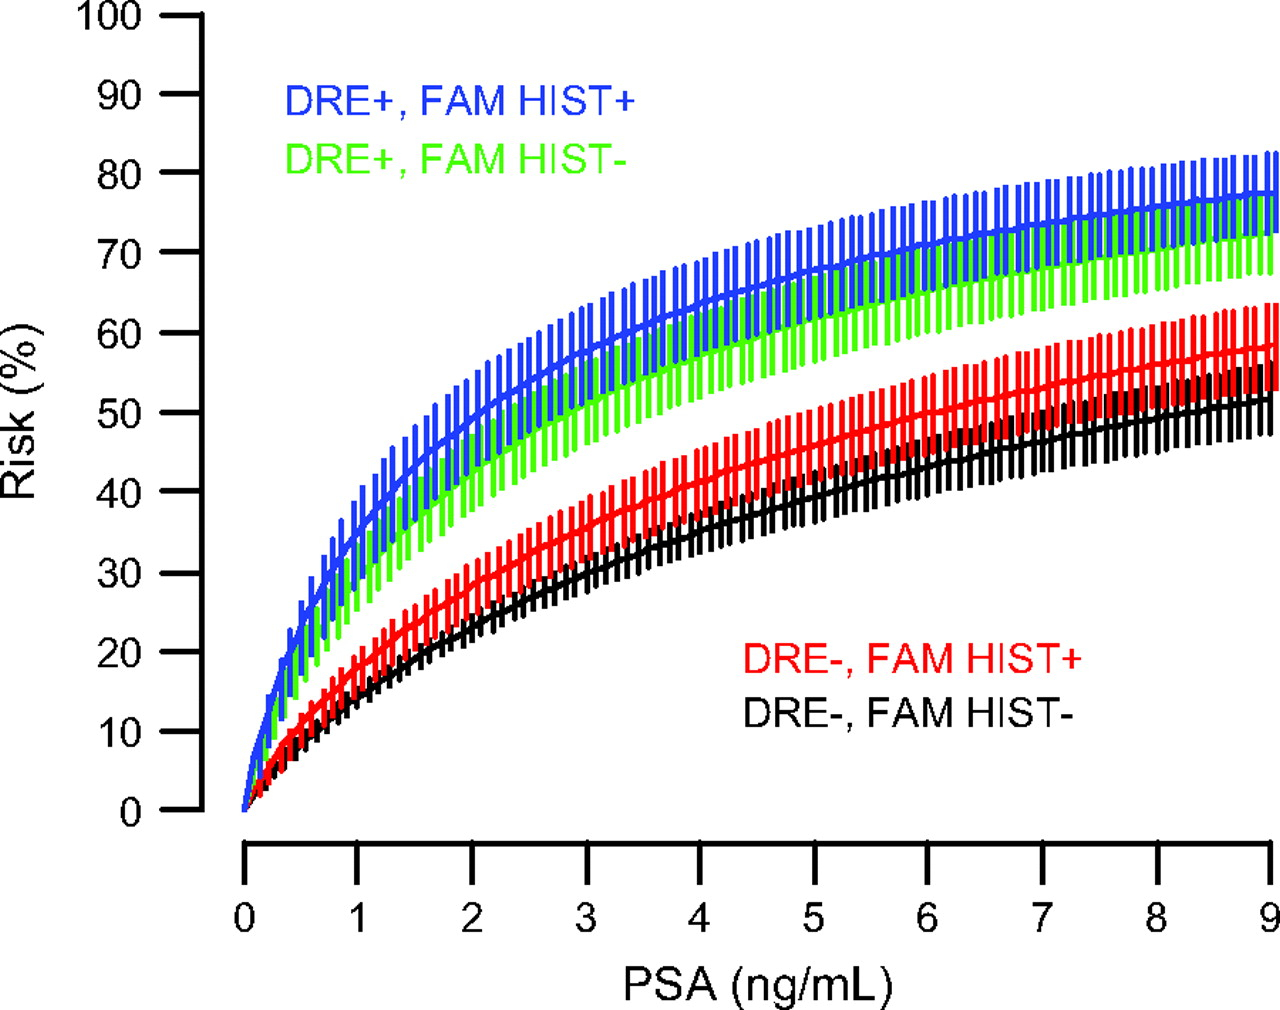 100
90
80
70
60
50
40
30
20
10
0
Risk (%)
DRE+, FAM HIST+
DRE+, FAM HIST-
DRE-, FAM HIST+
DRE-, FAM HIST-
0 1 2 3 4 5 6 7 8 9
PSA (ng/mL)